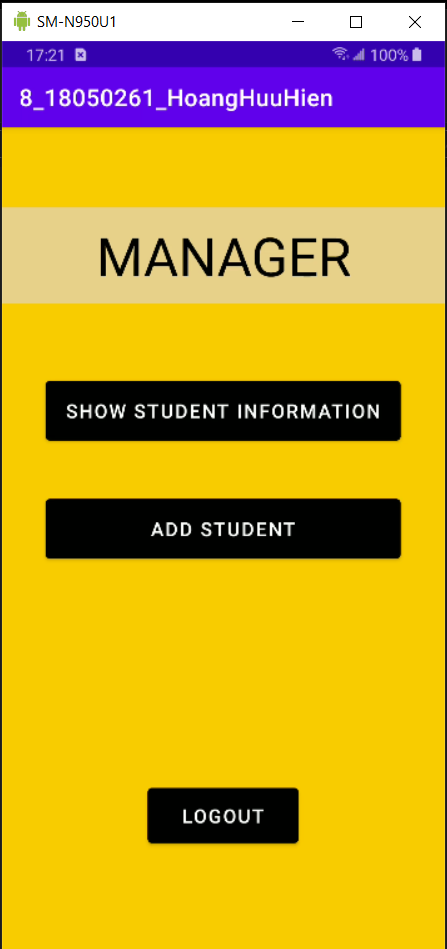 SM-N950U1
17:21 100%
8_18050261_HoangHuuHien
MANAGER
SHOW STUDENT INFORMATION
ADD STUDENT
LOGOUT